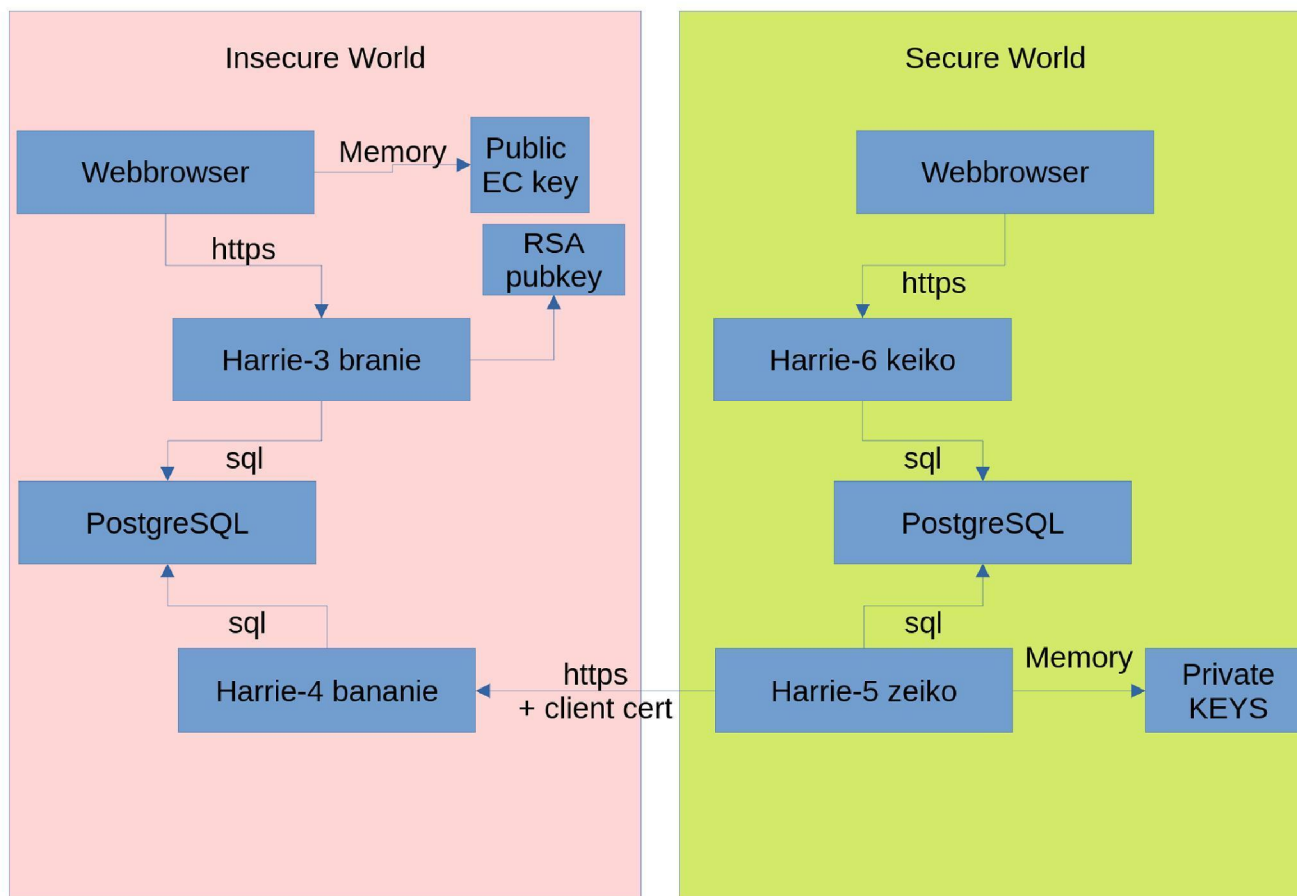 Insecure World
Webbrowser
Memory
Public
EC key
https
RSA
pubkey
Harrie-3 branie
sql
PostgreSQL
sql
Harrie-4 bananie
https
+ client cert
Secure World
Webbrowser
https
Harrie-6 keiko
sql
PostgreSQL
sql
Harrie-5 zeiko
Memory
Private
KEYS